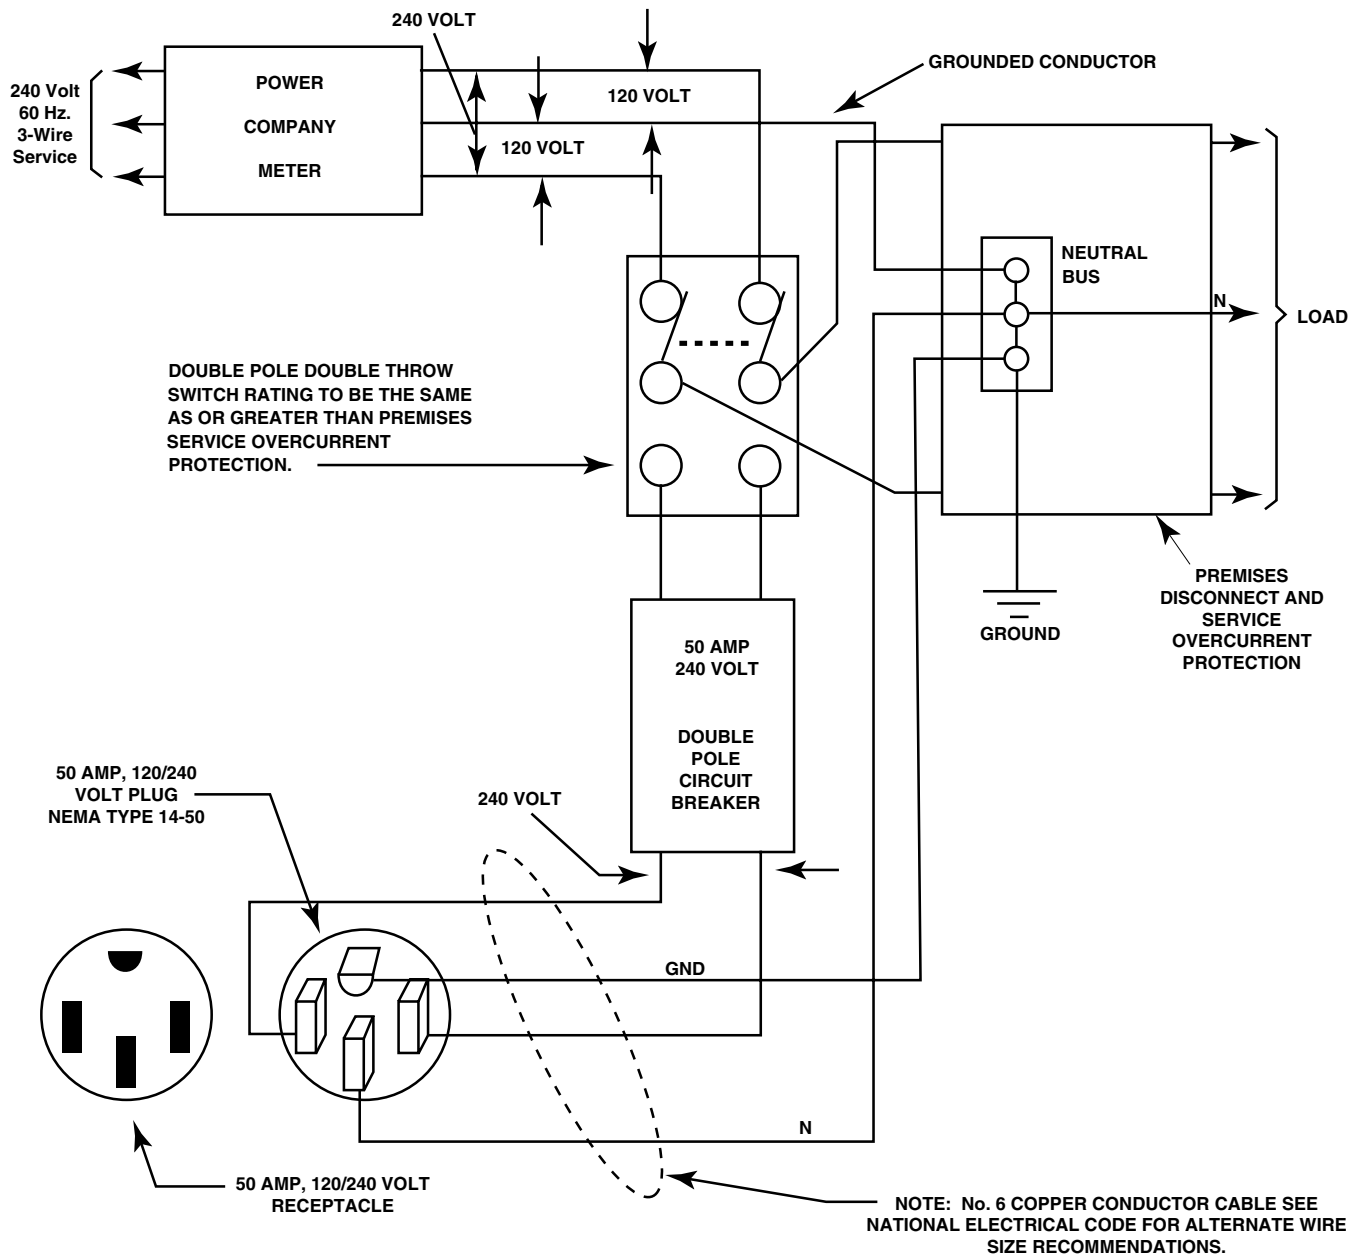 240 VOLT
GROUNDED CONDUCTOR
240 Volt
60 Hz.
3-Wire
Service
POWER
COMPANY
METER
120 VOLT
120 VOLT
NEUTRAL
BUS
N
LOAD
DOUBLE POLE DOUBLE THROW
SWITCH RATING TO BE THE SAME
AS OR GREATER THAN PREMISES
SERVICE OVERCURRENT
PROTECTION.
GROUND
PREMISES
DISCONNECT AND
SERVICE
OVERCURRENT
PROTECTION
50 AMP
240 VOLT
DOUBLE
POLE
CIRCUIT
BREAKER
50 AMP, 120/240
VOLT PLUG
NEMA TYPE 14-50
240 VOLT
GND
N
50 AMP, 120/240 VOLT
RECEPTACLE
NOTE: No. 6 COPPER CONDUCTOR CABLE SEE
NATIONAL ELECTRICAL CODE FOR ALTERNATE WIRE
SIZE RECOMMENDATIONS.